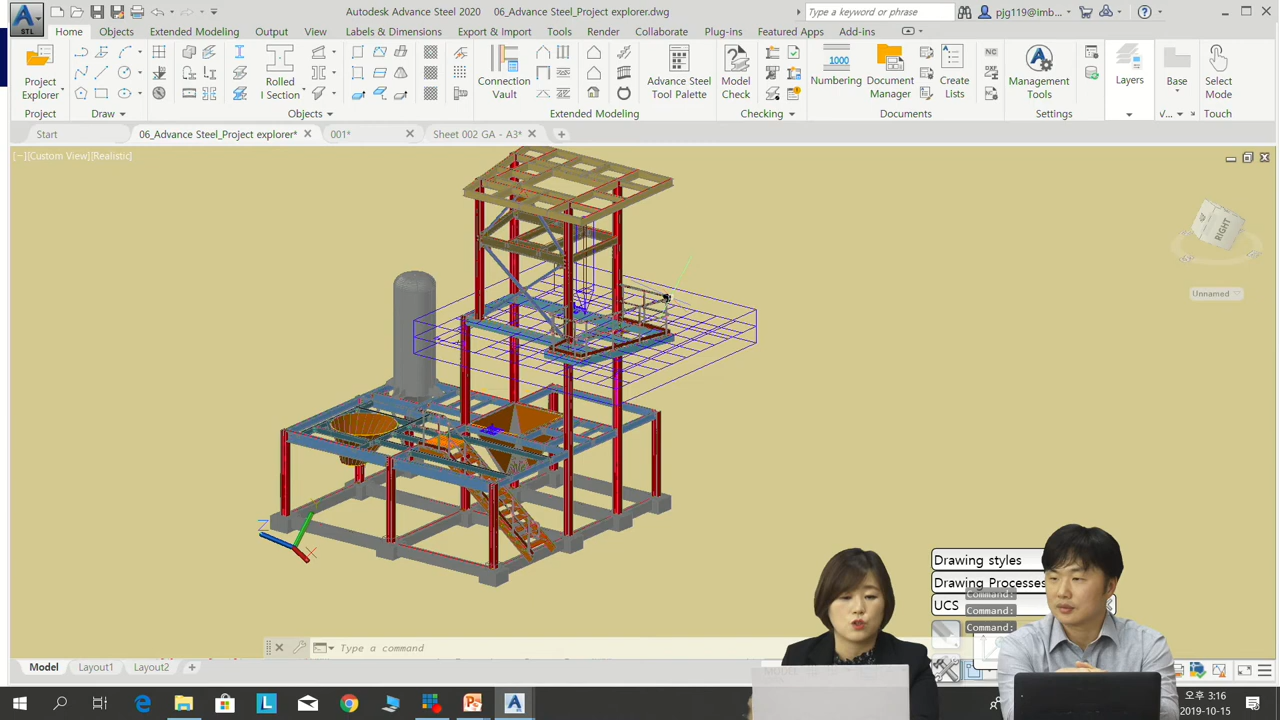 Autodesk Advance Steel 2020 06_Advance Steel_Project explorer.dwg
Type a keyword or phrase
pjg119@imb...
STL
Home Objects Extended Modeling Output View Labels & Dimensions Export & Import Tools Render Collaborate Plug-Ins Featured Apps Add-ins
Project Explorer
Rolled I Section
Connection Vault
Advance Steel Tool Palette
Model Check
1000
Numbering
Document Manager
Create Lists
NC
DXF
Management Tools
Layers
Base
Select Mode
Project Draw Objects Extended Modeling Checking Documents Settings V... Touch
Start 06_Advance Steel_Project explorer* 001* Sheet 002 GA - A3*
[−][Custom View][Realistic]
RIGHT
Unnamed
Z
X
Drawing styles
Drawing Processes
UCS
Command:
Command:
Command:
Type a command
Model Layout1 Layout2
MODEL
L
오후 3:16
2019-10-15